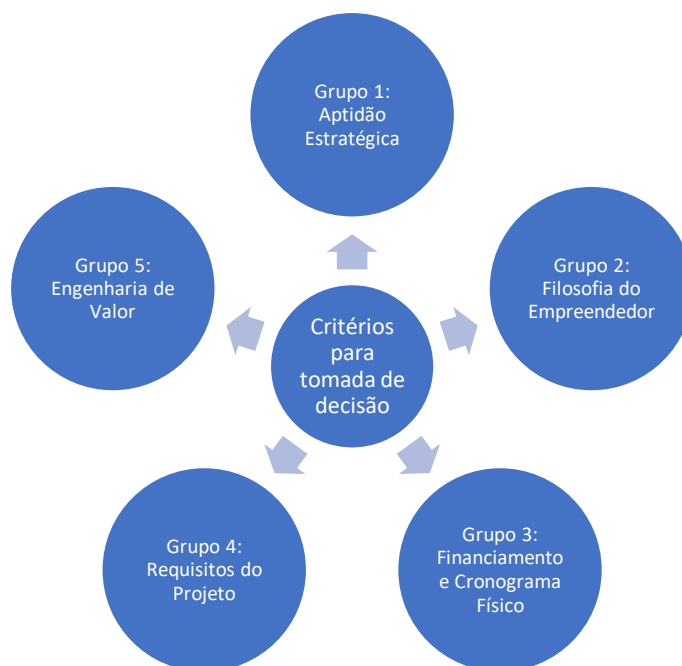 Grupo 1:
Aptidão
Estratégica
Grupo 5:
Engenharia de
Valor
Grupo 2:
Filosofia do
Empreendedor
Critérios
para
tomada de
decisão
Grupo 4:
Requisitos do
Projeto
Grupo 3:
Financiamento
e Cronograma
Físico